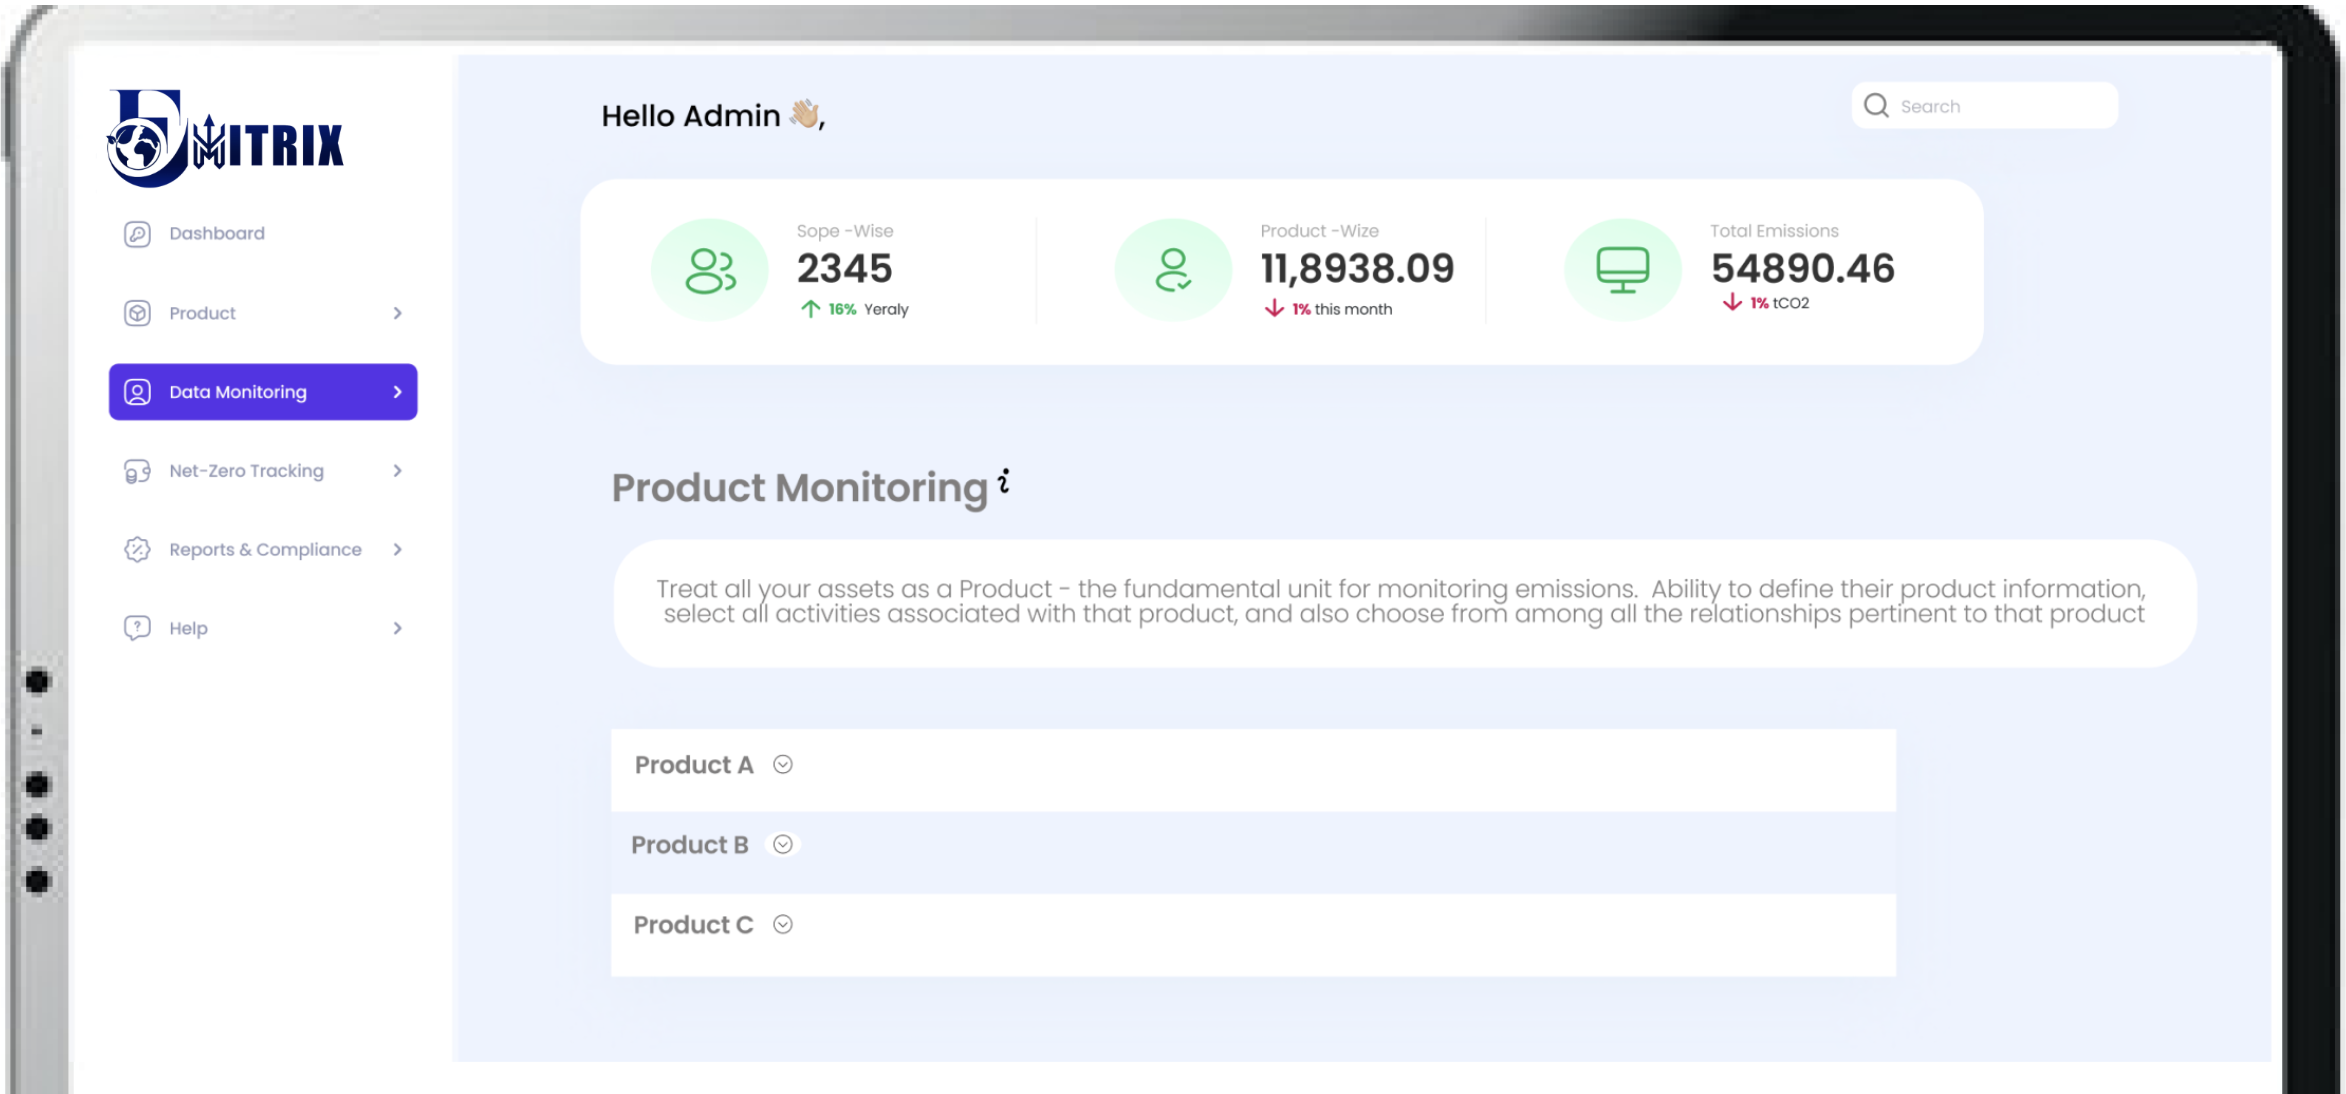 EMITRIX
Dashboard
Product
Data Monitoring
Net-Zero Tracking
Reports & Compliance
Help
Hello Admin 👋🏼,
Search
Sope -Wise
2345
16% Yeraly
Product -Wize
11,8938.09
1% this month
Total Emissions
54890.46
1% tCO2
Product Monitoring i
Treat all your assets as a Product - the fundamental unit for monitoring emissions. Ability to define their product information,
select all activities associated with that product, and also choose from among all the relationships pertinent to that product
Product A
Product B
Product C